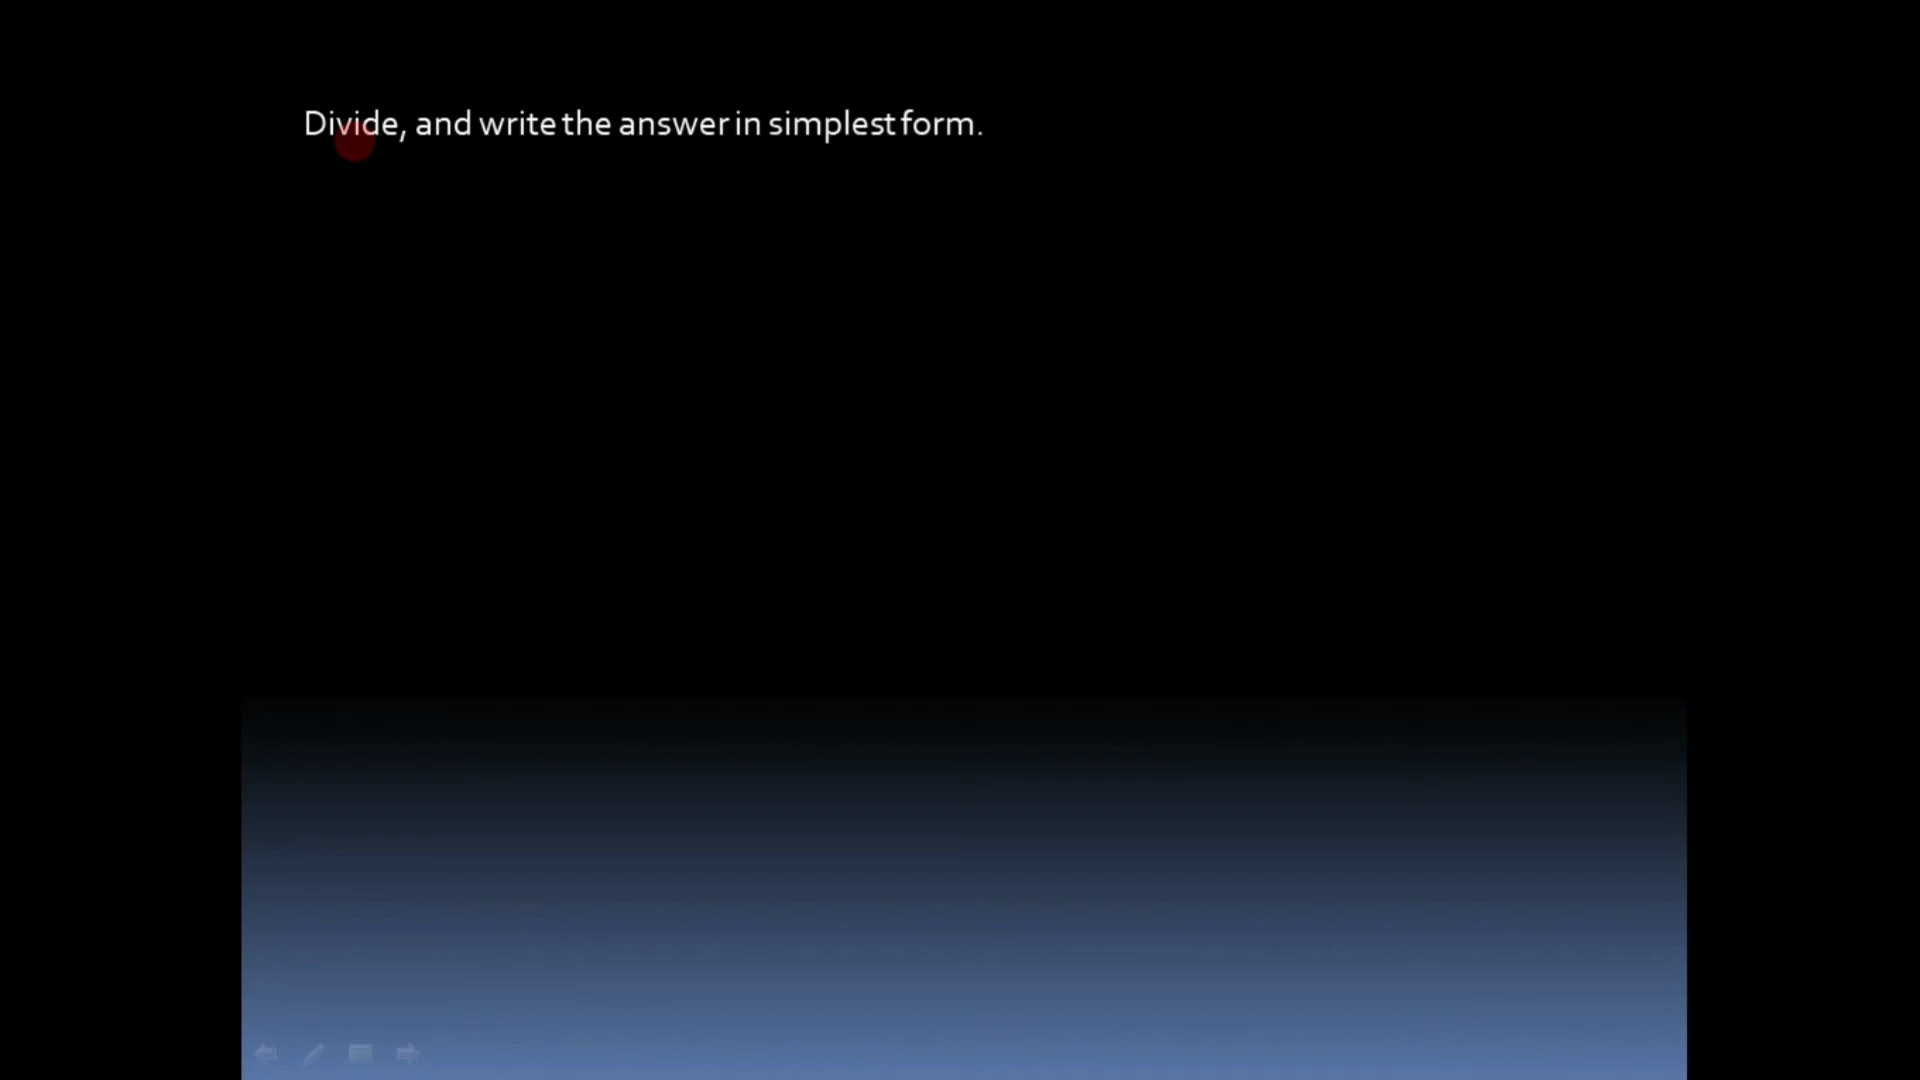 Divide, and write the answer in simplest form.